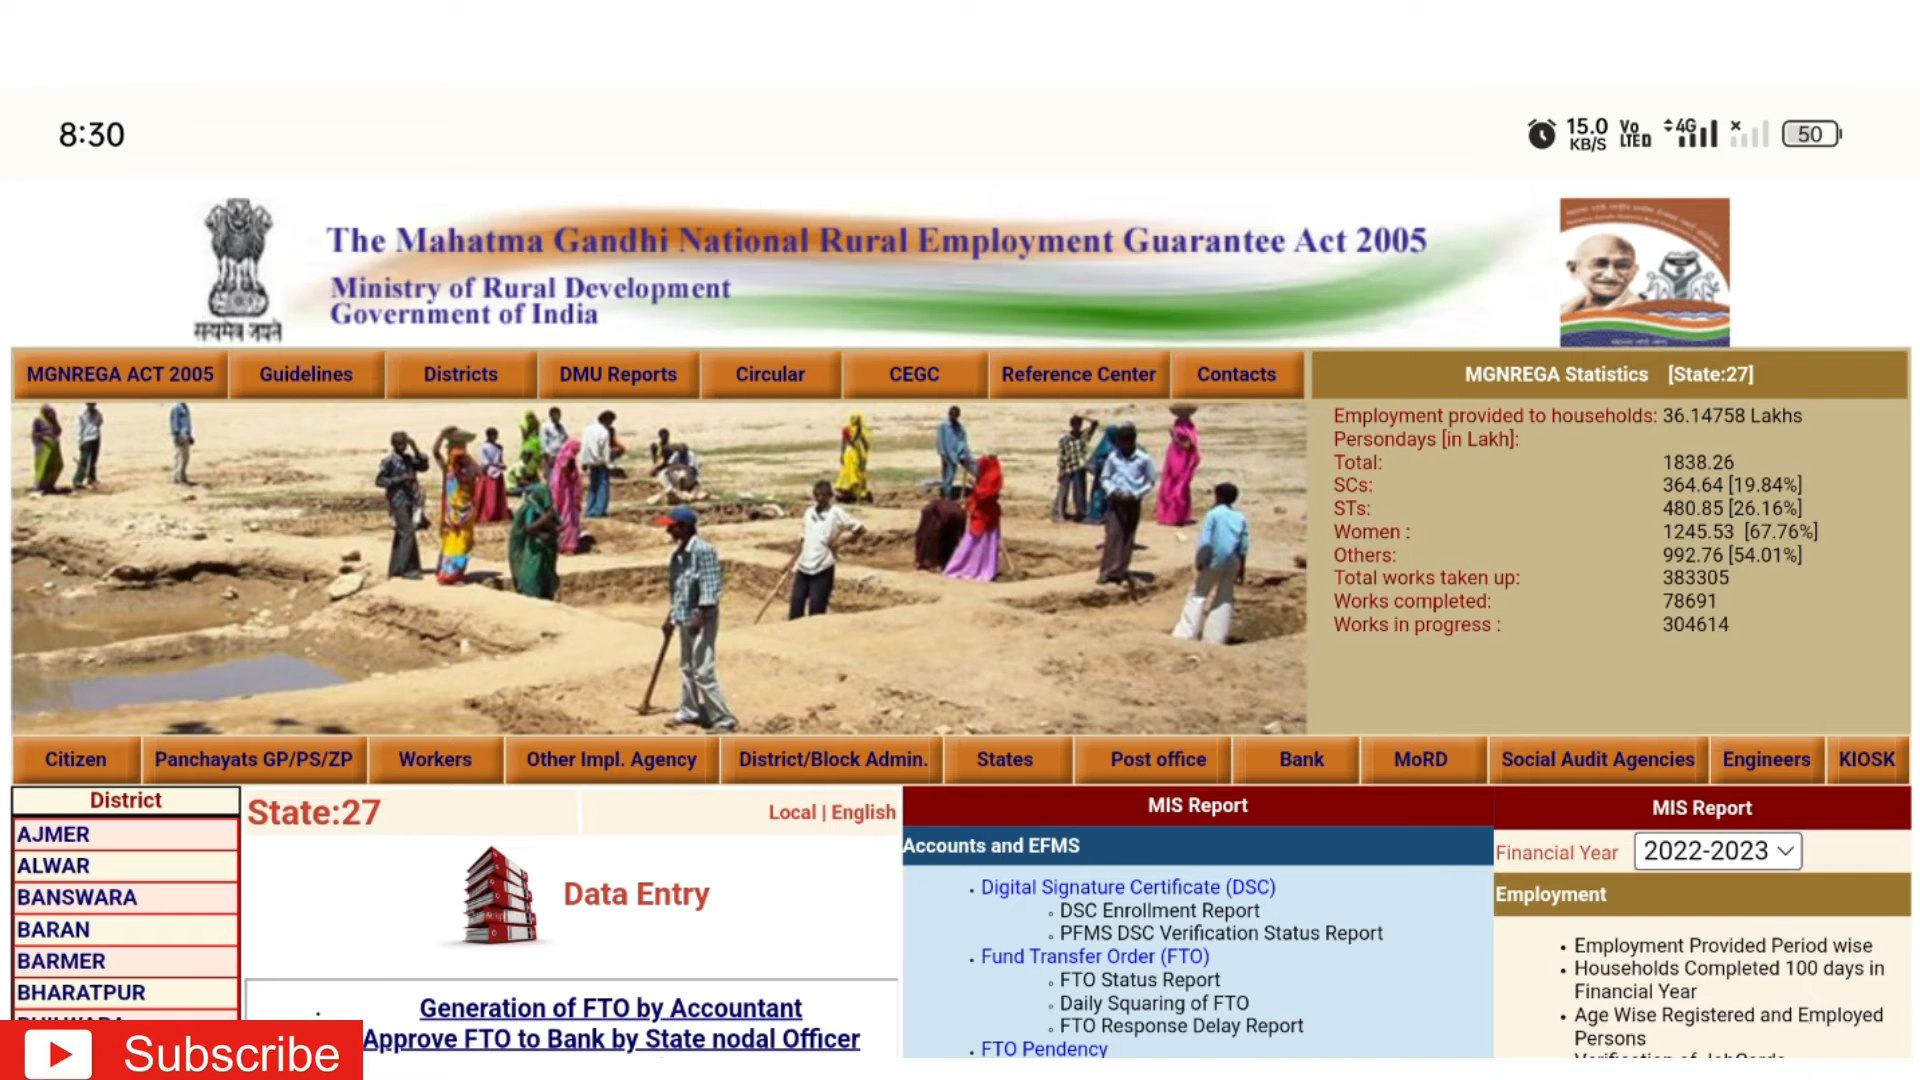 8:30
15.0
KB/S
Vo
LTED
4G
50
The Mahatma Gandhi National Rural Employment Guarantee Act 2005
Ministry of Rural Development
Government of India
सत्यमेव जयते
MGNREGA ACT 2005 Guidelines Districts DMU Reports Circular CEGC Reference Center Contacts
MGNREGA Statistics [State:27]
Employment provided to households: 36.14758 Lakhs
Persondays [in Lakh]:
Total: 1838.26
SCs: 364.64 [19.84%]
STs: 480.85 [26.16%]
Women : 1245.53 [67.76%]
Others: 992.76 [54.01%]
Total works taken up: 383305
Works completed: 78691
Works in progress : 304614
Citizen Panchayats GP/PS/ZP Workers Other Impl. Agency District/Block Admin. States Post office Bank MoRD Social Audit Agencies Engineers KIOSK
District
AJMER
ALWAR
BANSWARA
BARAN
BARMER
BHARATPUR
State:27
Local | English
Data Entry
Generation of FTO by Accountant
Approve FTO to Bank by State nodal Officer
MIS Report
Accounts and EFMS
Digital Signature Certificate (DSC)
DSC Enrollment Report
PFMS DSC Verification Status Report
Fund Transfer Order (FTO)
FTO Status Report
Daily Squaring of FTO
FTO Response Delay Report
FTO Pendency
MIS Report
Financial Year 2022-2023
Employment
Employment Provided Period wise
Households Completed 100 days in
Financial Year
Age Wise Registered and Employed
Persons
Subscribe